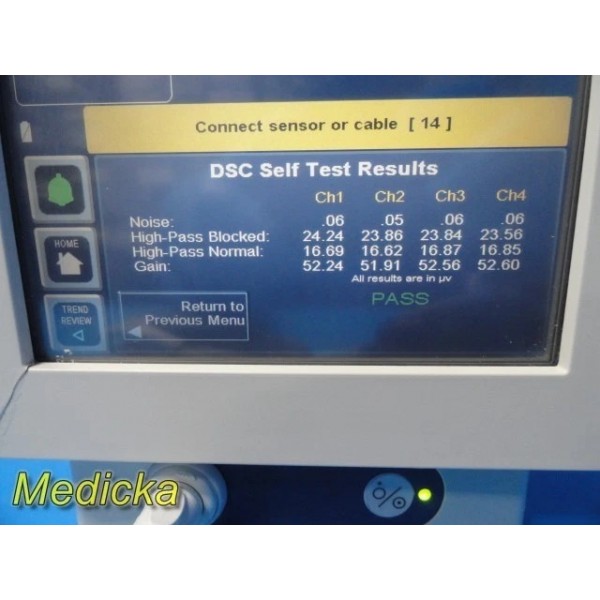 Connect sensor or cable [ 14 ]
DSC Self Test Results
Ch1 Ch2 Ch3 Ch4
Noise: .06 .05 .06 .06
High-Pass Blocked: 24.24 23.86 23.84 23.56
High-Pass Normal: 16.69 16.62 16.87 16.85
Gain: 52.24 51.91 52.56 52.60
All results are in μv
PASS
HOME
TREND
REVIEW
Return to
Previous Menu
Medicka